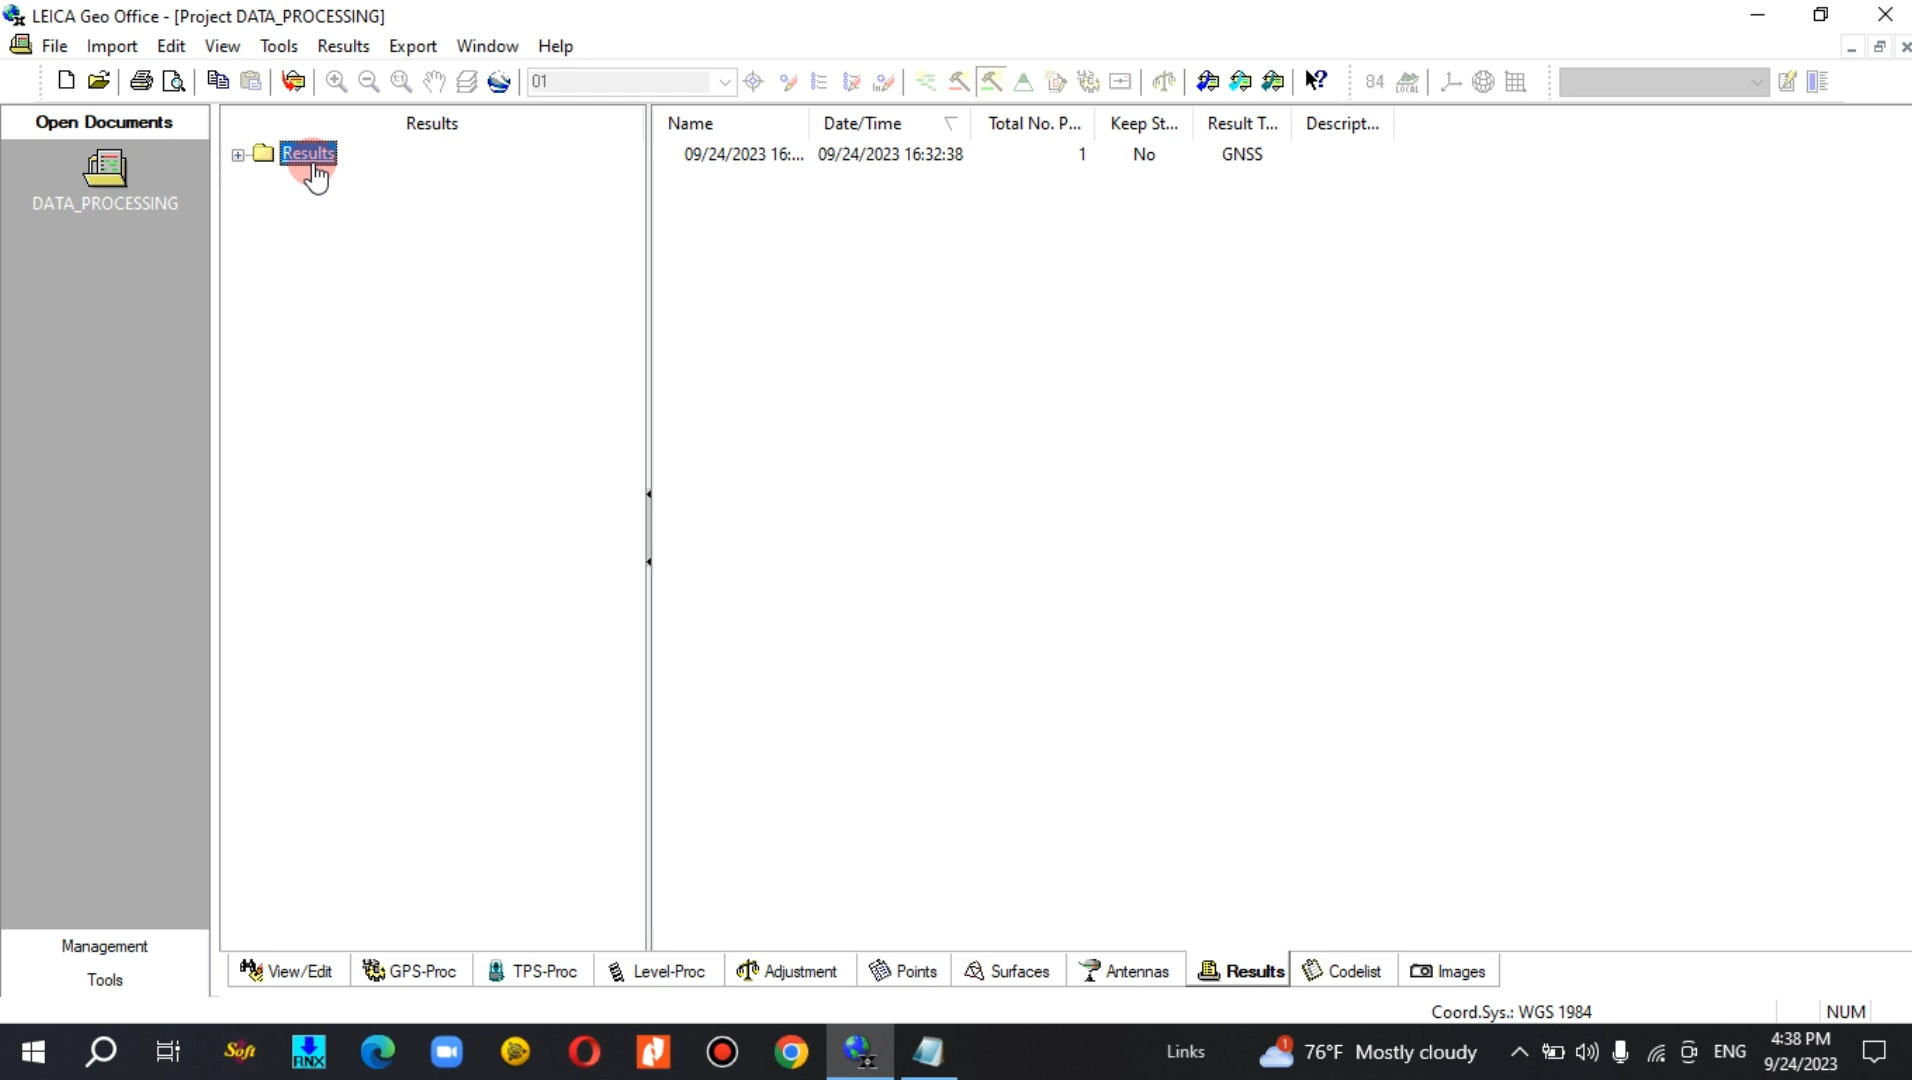 LEICA Geo Office - [Project DATA_PROCESSING]
File Import Edit View Tools Results Export Window Help
01
84
LOCAL
Open Documents
DATA_PROCESSING
Management
Tools
Results
Results
Name Date/Time Total No. P... Keep St... Result T... Descript...
09/24/2023 16:... 09/24/2023 16:32:38 1 No GNSS
View/Edit GPS-Proc TPS-Proc Level-Proc Adjustment Points Surfaces Antennas Results Codelist Images
Coord.Sys.: WGS 1984 NUM
Soft
RINX
Links
1
76°F Mostly cloudy
ENG
4:38 PM
9/24/2023